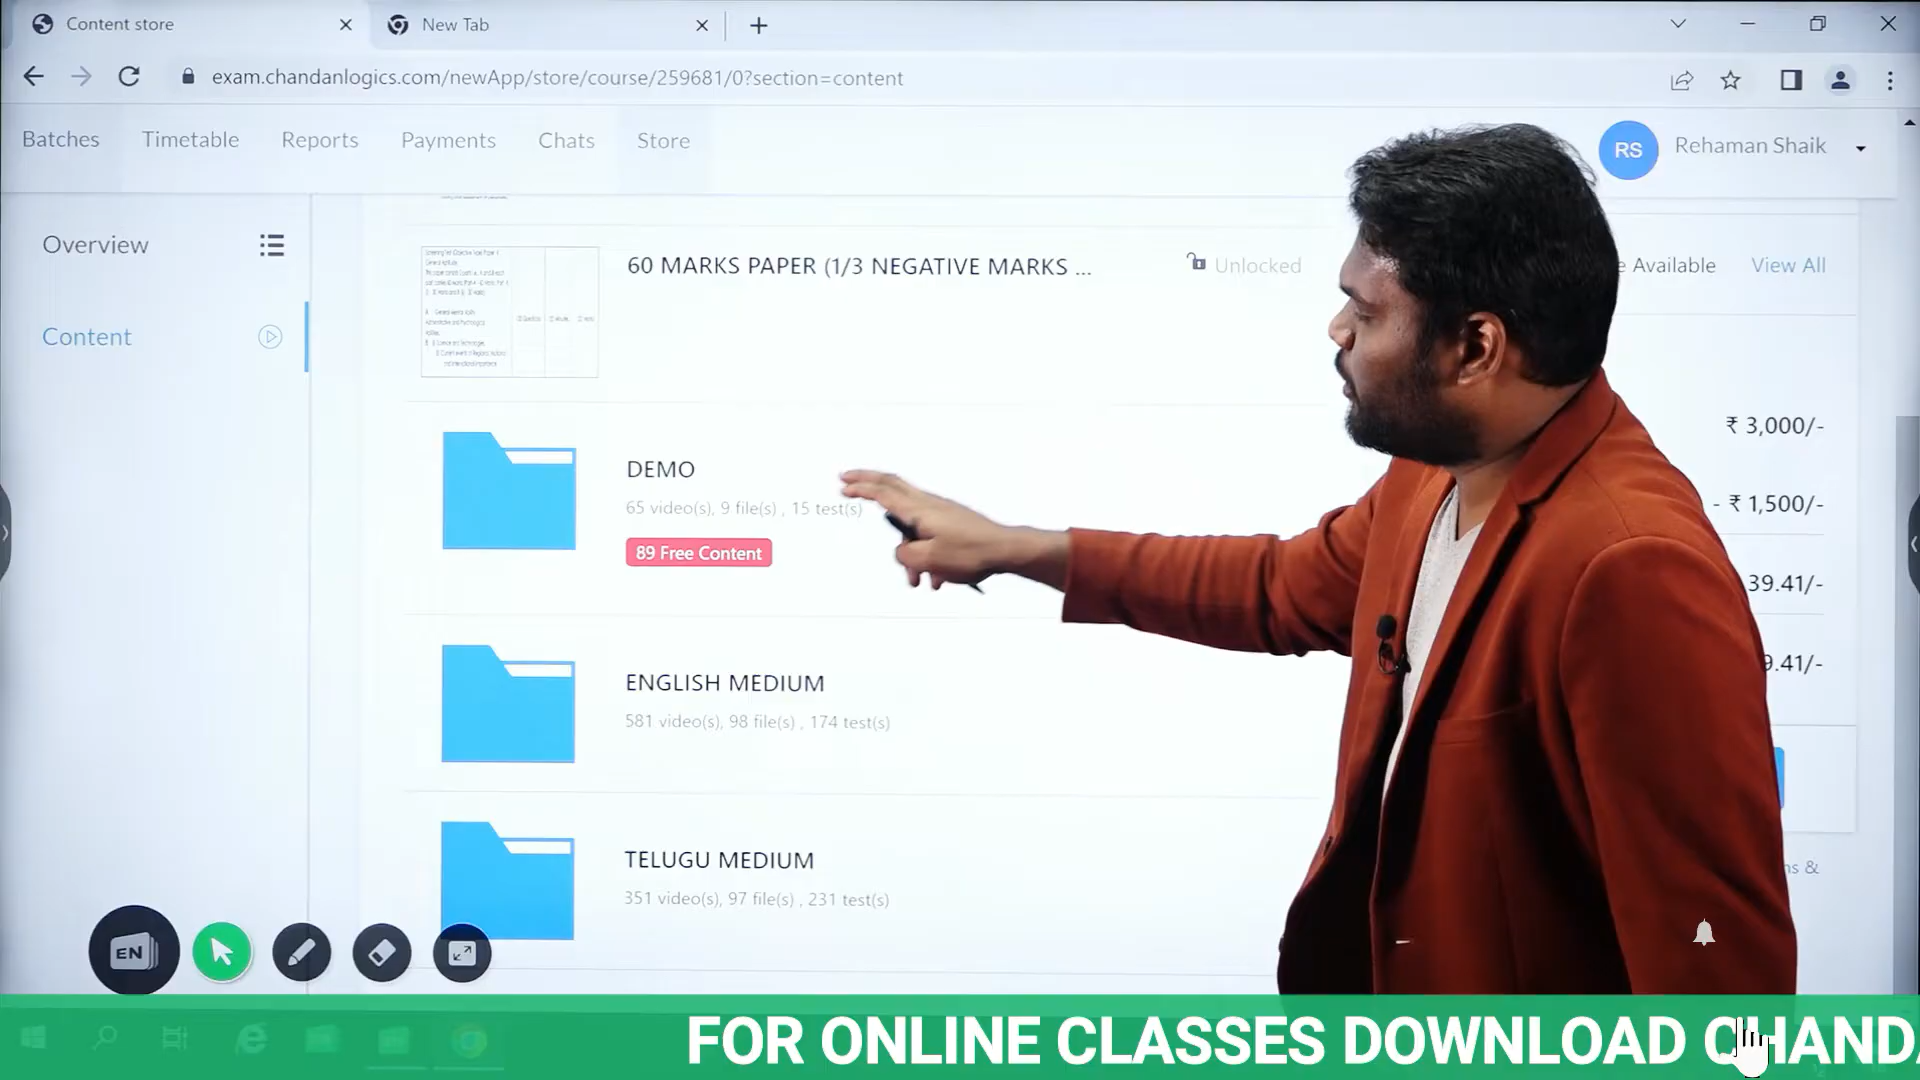 Content store
New Tab
exam.chandanlogics.com/newApp/store/course/259681/0?section=content
Batches
Timetable
Reports
Payments
Chats
Store
RS
Rehaman Shaik
Overview
Content
60 MARKS PAPER (1/3 NEGATIVE MARKS ...
Unlocked
e Available
View All
₹ 3,000/-
DEMO
65 video(s), 9 file(s) , 15 test(s)
- ₹ 1,500/-
89 Free Content
39.41/-
9.41/-
ENGLISH MEDIUM
581 video(s), 98 file(s) , 174 test(s)
TELUGU MEDIUM
351 video(s), 97 file(s) , 231 test(s)
ns &
EN
FOR ONLINE CLASSES DOWNLOAD CHAND